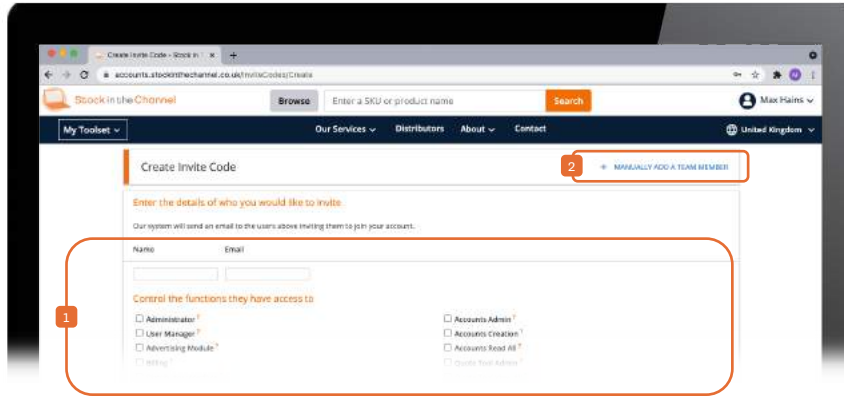 Create Invite Code - Stock in T × +
accounts.stockinthechannel.co.uk/InviteCodes/Create
Stock in the Channel Browse Enter a SKU or product name Search Max Hains
My Toolset Our Services Distributors About Contact United Kingdom
Create Invite Code 2 + MANUALLY ADD A TEAM MEMBER
Enter the details of who you would like to invite
Our system will send an email to the users above inviting them to join your account.
Name Email
Control the functions they have access to
1
Administrator ? Accounts Admin ?
User Manager ? Accounts Creation ?
Advertising Module ? Accounts Read All ?
Billing ? Quote Tool Admin ?